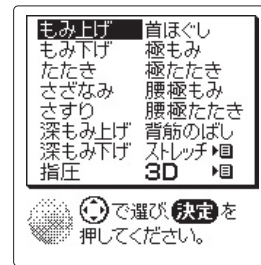 もみ上げ 首ほぐし
もみ下げ 極もみ
たたき 極たたき
さざなみ 腰極もみ
さすり 腰極たたき
深もみ上げ 背筋のばし
深もみ下げ ストレッチ
指圧 3D
で選び、決定を
押してください。